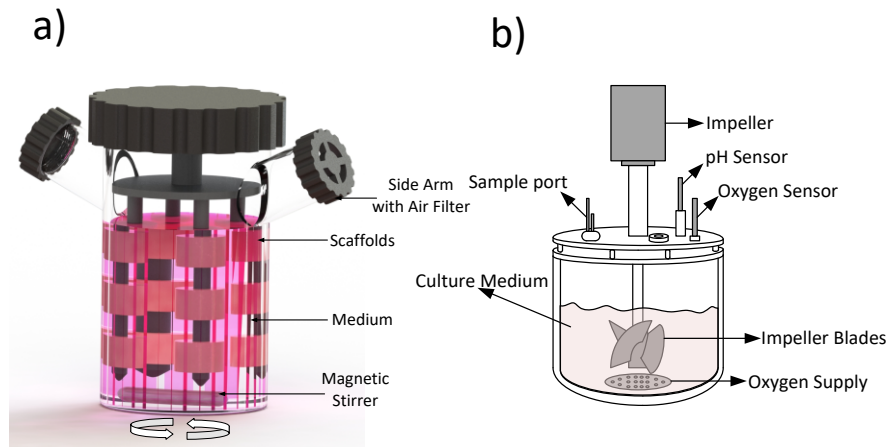 a)
Side Arm
with Air Filter
Scaffolds
Medium
Magnetic
Stirrer
b)
Impeller
pH Sensor
Sample port
Oxygen Sensor
Culture Medium
Impeller Blades
Oxygen Supply